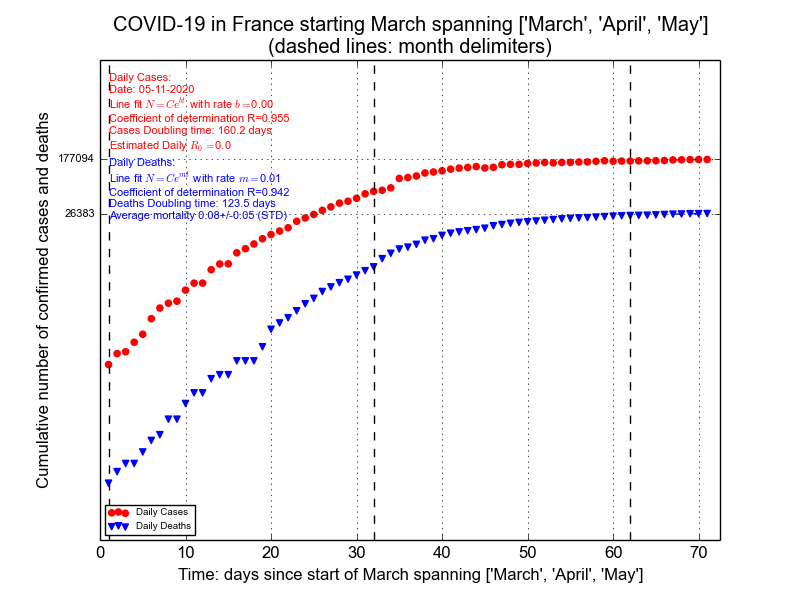 COVID-19 in France starting March spanning ['March', 'April', 'May']
(dashed lines: month delimiters)
Daily Cases:
Date: 05-11-2020
Line fit N=Ce^{bt} with rate b=0.00
Coefficient of determination R=0.955
Cases Doubling time: 160.2 days
Estimated Daily R_0=0.0
Daily Deaths:
Line fit N=Ce^{mt} with rate m=0.01
Coefficient of determination R=0.942
Deaths Doubling time: 123.5 days
Average mortality 0.08+/-0.05 (STD)
177094
26383
Cumulative number of confirmed cases and deaths
Daily Cases
Daily Deaths
0 10 20 30 40 50 60 70
Time: days since start of March spanning ['March', 'April', 'May']